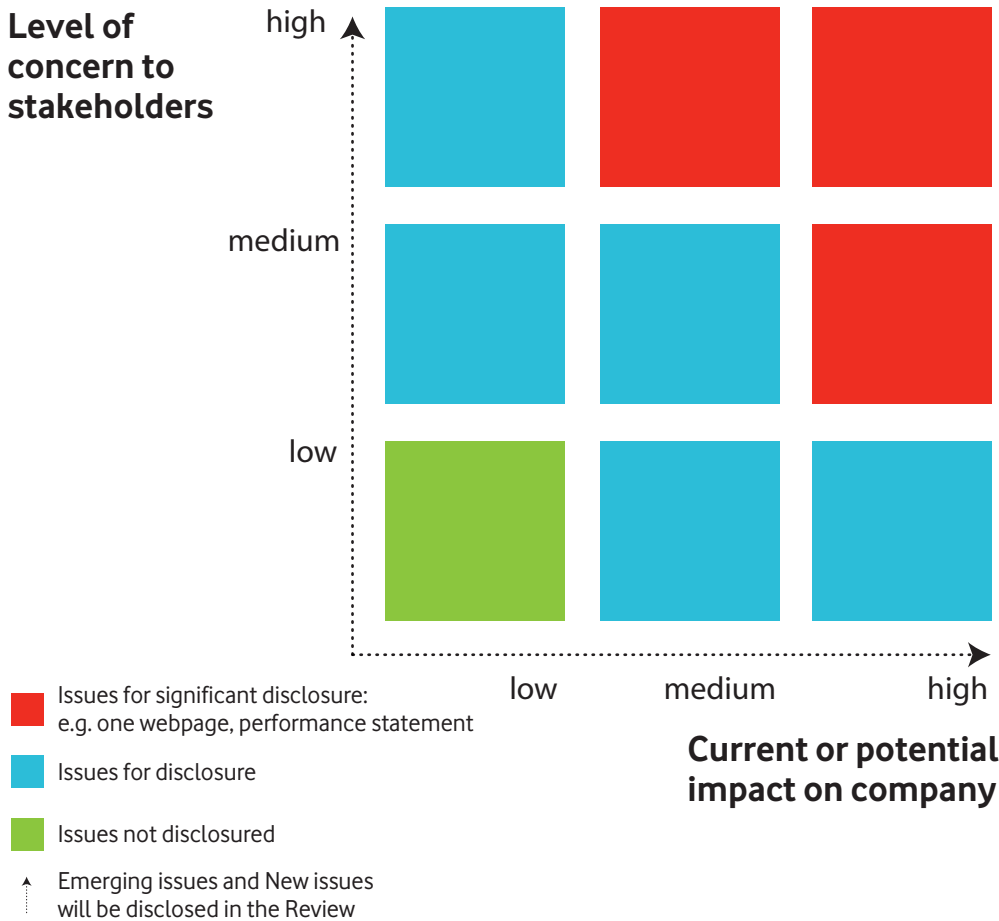 Level of
concern to
stakeholders
high
medium
low
low
medium
high
Current or potential
impact on company
Issues for significant disclosure:
e.g. one webpage, performance statement
Issues for disclosure
Issues not disclosured
Emerging issues and New issues
will be disclosed in the Review